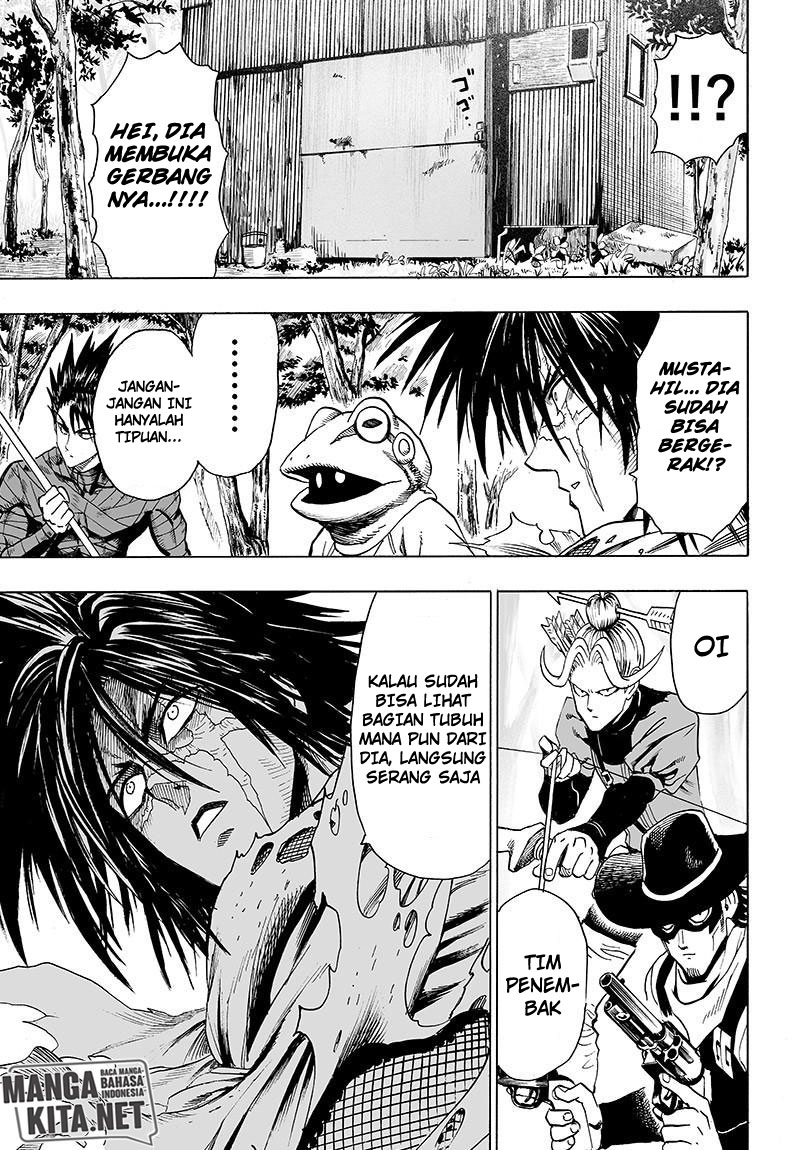 !!?
ゴゴ..
HEI, DIA
MEMBUKA
GERBANG
NYA...!!!!
MUSTA-
HIL... DIA
SUDAH
BISA
BERGE-
RAK!?
........
JANGAN-
JANGAN INI
HANYALAH
TIPUAN...
OI
TIM
PENEM-
BAK
KALAU SUDAH
BISA LIHAT
BAGIAN TUBUH
MANA PUN DARI
DIA, LANGSUNG
SERANG SAJA
MANGA
KITA.NET
BACA MANGA
BAHASA
INDONESIA